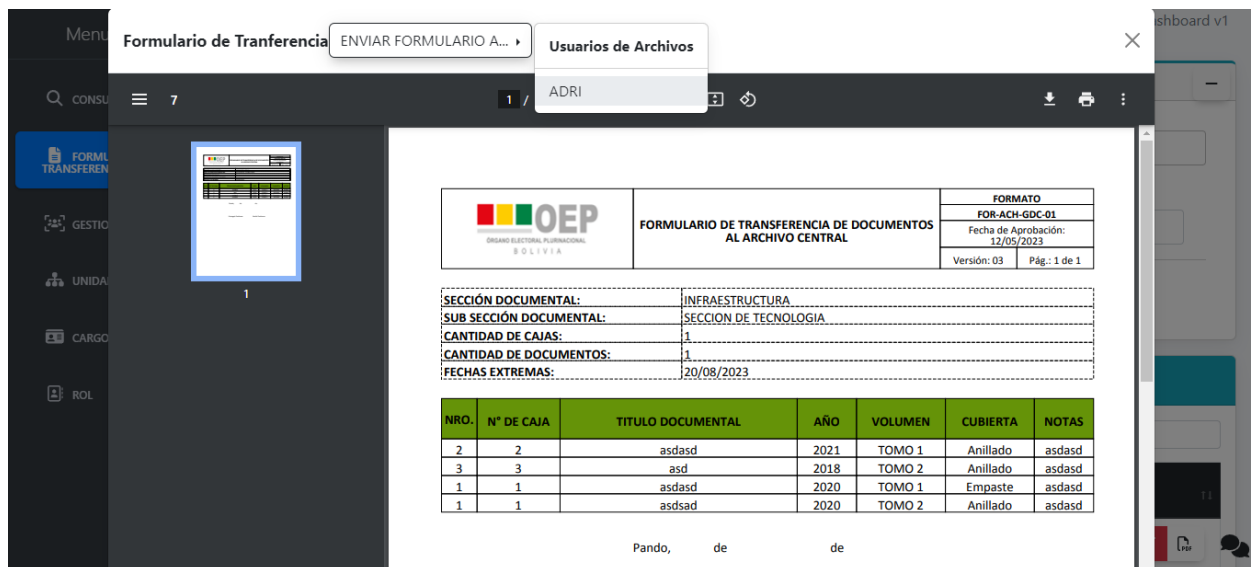 Menu
shboard v1
Formulario de Tranferencia
ENVIAR FORMULARIO A...
Usuarios de Archivos
ADRI
CONSU
FORMU
TRANSFEREN
GESTIO
UNIDA
CARGO
ROL
7
1 /
1
OEP
ÓRGANO ELECTORAL PLURINACIONAL
BOLIVIA
FORMULARIO DE TRANSFERENCIA DE DOCUMENTOS
AL ARCHIVO CENTRAL
FORMATO
FOR-ACH-GDC-01
Fecha de Aprobación:
12/05/2023
Versión: 03 Pág.: 1 de 1
SECCIÓN DOCUMENTAL: INFRAESTRUCTURA
SUB SECCIÓN DOCUMENTAL: SECCION DE TECNOLOGIA
CANTIDAD DE CAJAS: 1
CANTIDAD DE DOCUMENTOS: 1
FECHAS EXTREMAS: 20/08/2023
NRO. N° DE CAJA TITULO DOCUMENTAL AÑO VOLUMEN CUBIERTA NOTAS
2 2 asdasd 2021 TOMO 1 Anillado asdasd
3 3 asd 2018 TOMO 2 Anillado asdasd
1 1 asdasd 2020 TOMO 1 Empaste asdasd
1 1 asdsad 2020 TOMO 2 Anillado asdasd
Pando, de de
PDF